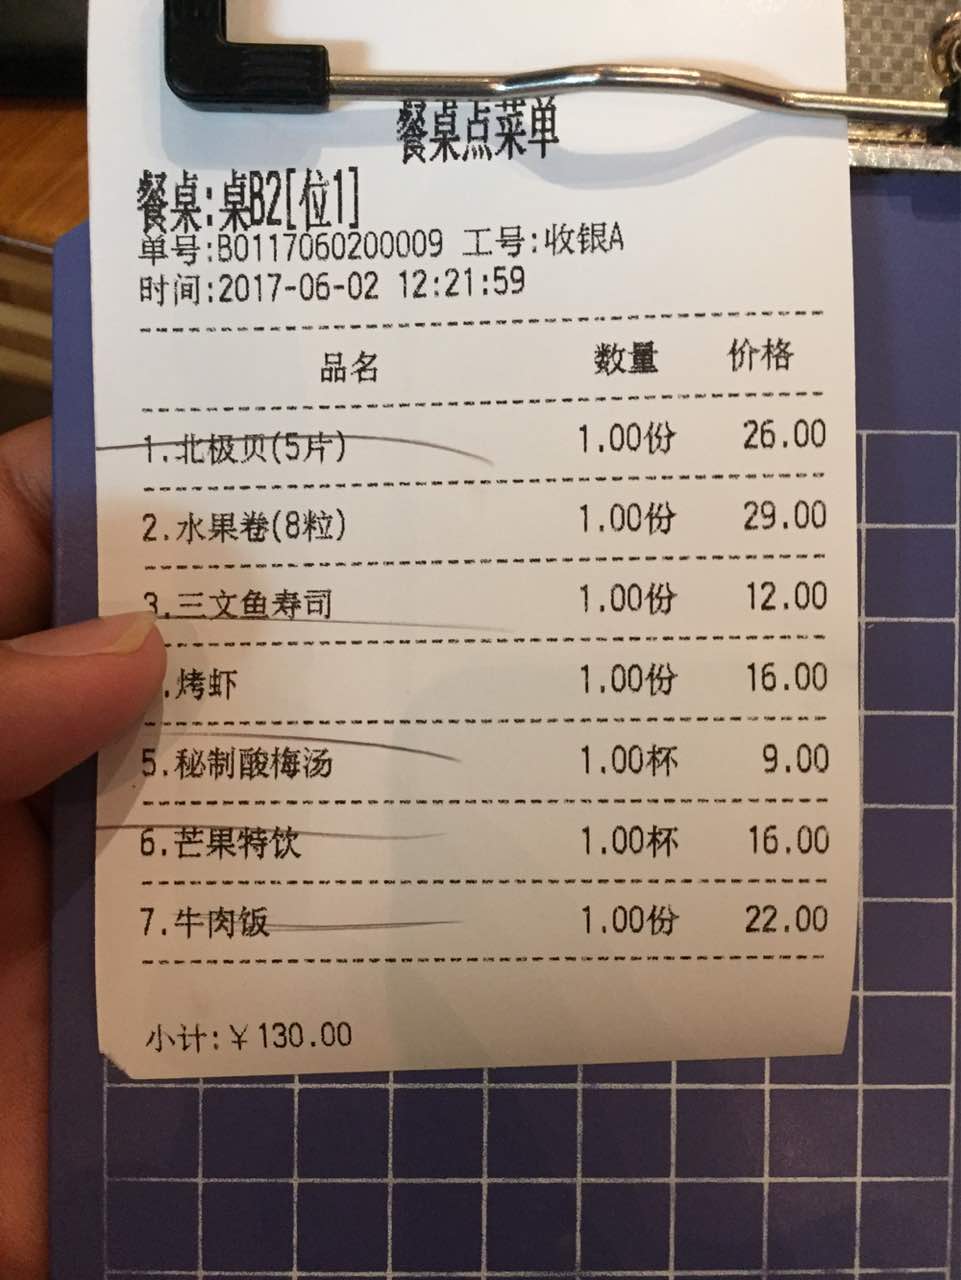 餐桌点菜单
餐桌:桌B2[位1]
单号:B0117060200009 工号:收银A
时间:2017-06-02 12:21:59
品名 数量 价格
1.北极贝(5片) 1.00份 26.00
2.水果卷(8粒) 1.00份 29.00
3.三文鱼寿司 1.00份 12.00
.烤虾 1.00份 16.00
5.秘制酸梅汤 1.00杯 9.00
6.芒果特饮 1.00杯 16.00
7.牛肉饭 1.00份 22.00
小计:￥130.00